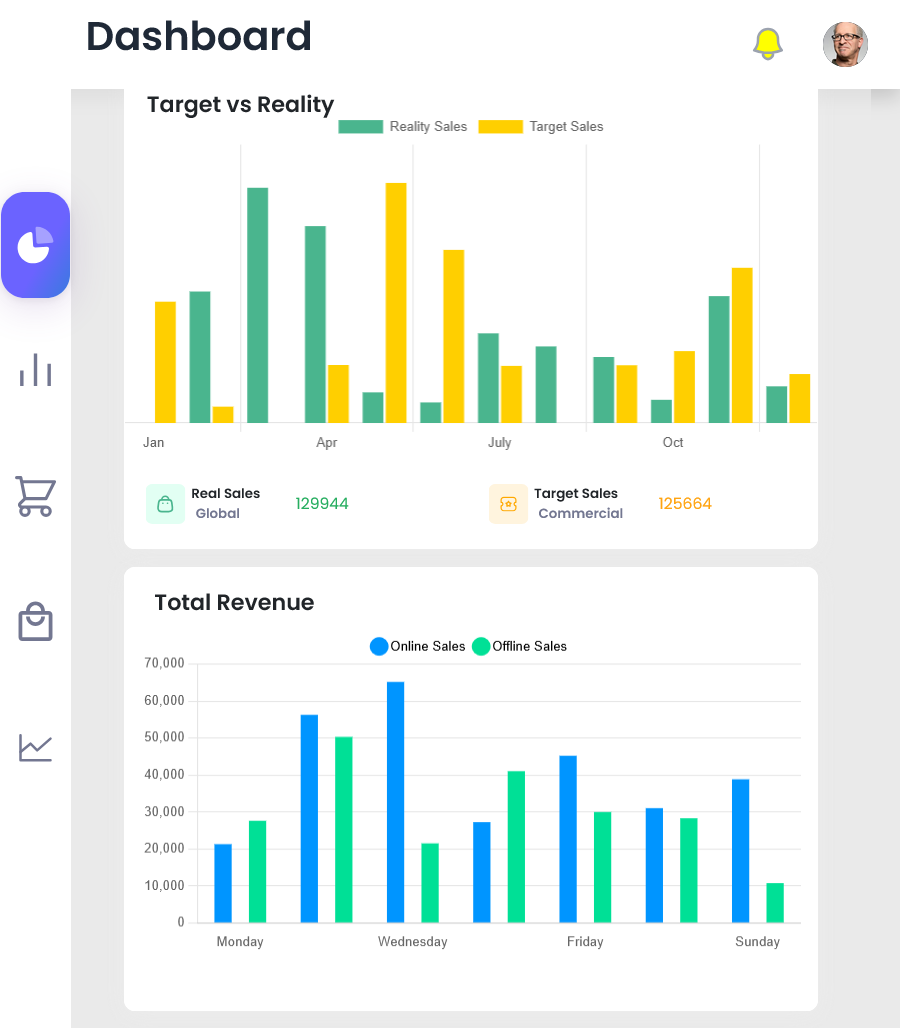 Dashboard
Target vs Reality
Reality Sales Target Sales
Jan Apr July Oct
Real Sales
Global
129944
Target Sales
Commercial
125664
Total Revenue
Online Sales Offline Sales
70,000
60,000
50,000
40,000
30,000
20,000
10,000
0
Monday Wednesday Friday Sunday